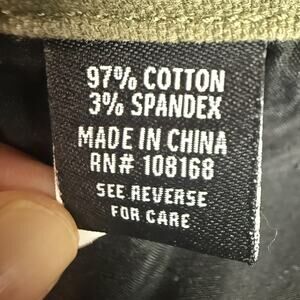 97% COTTON
3% SPANDEX
MADE IN CHINA
RN# 108168
SEE REVERSE
FOR CARE